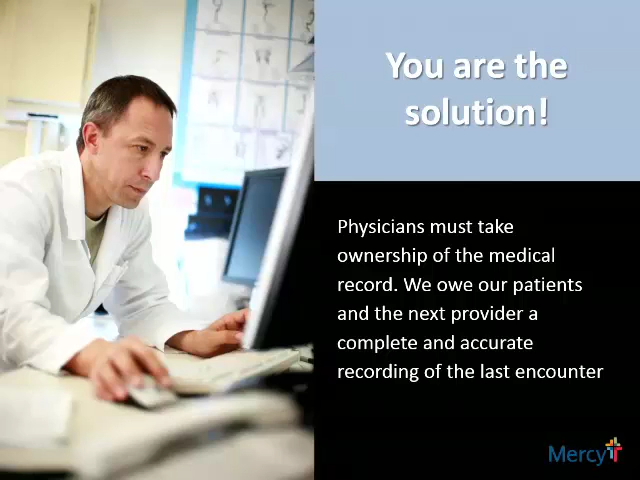 You are the
solution!
Physicians must take
ownership of the medical
record. We owe our patients
and the next provider a
complete and accurate
recording of the last encounter
Mercy